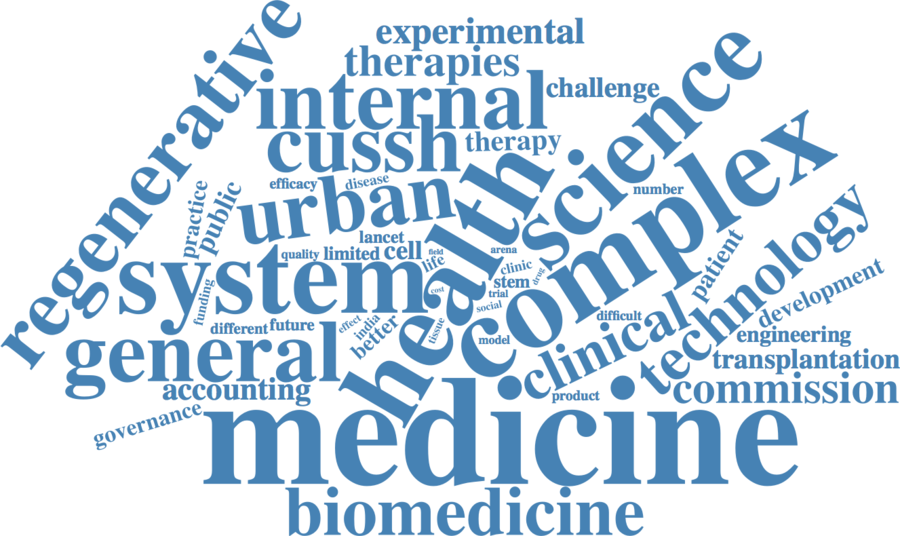 regenerative
experimental
therapies
internal
challenge
science
cussh
therapy
complex
efficacy
disease
urban
health
number
practice
public
lancet
quality
limited
cell
field
life
arena
clinic
stem
drug
trial
cost
social
patient
technology
system
funding
different
future
effect
india
better
tissue
model
difficult
clinical
development
engineering
transplantation
general
accounting
product
commission
governance
medicine
biomedicine